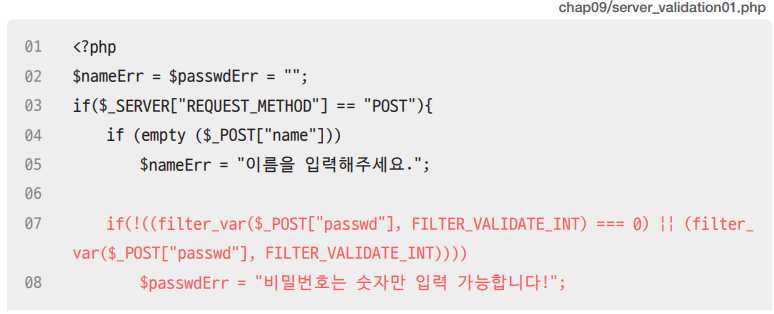 chap09/server_validation01.php
01 <?php
02 $nameErr = $passwdErr = "";
03 if($_SERVER["REQUEST_METHOD"] == "POST"){
04 if (empty ($_POST["name"]))
05 $nameErr = "이름을 입력해주세요.";
06
07 if(!((filter_var($_POST["passwd"], FILTER_VALIDATE_INT) === 0) || (filter_
var($_POST["passwd"], FILTER_VALIDATE_INT))))
08 $passwdErr = "비밀번호는 숫자만 입력 가능합니다!";